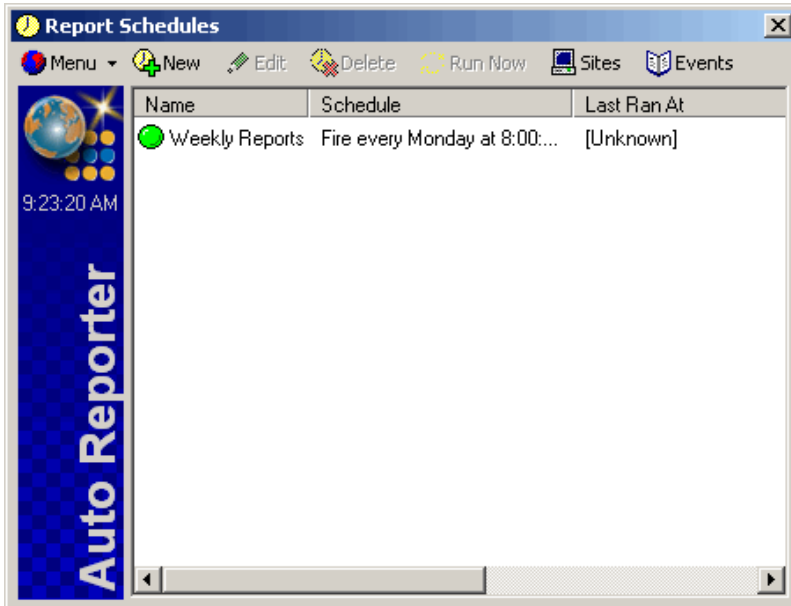 Report Schedules
Menu New Edit Delete Run Now Sites Events
Name Schedule Last Ran At
Weekly Reports Fire every Monday at 8:00:... [Unknown]
9:23:20 AM
Auto Reporter